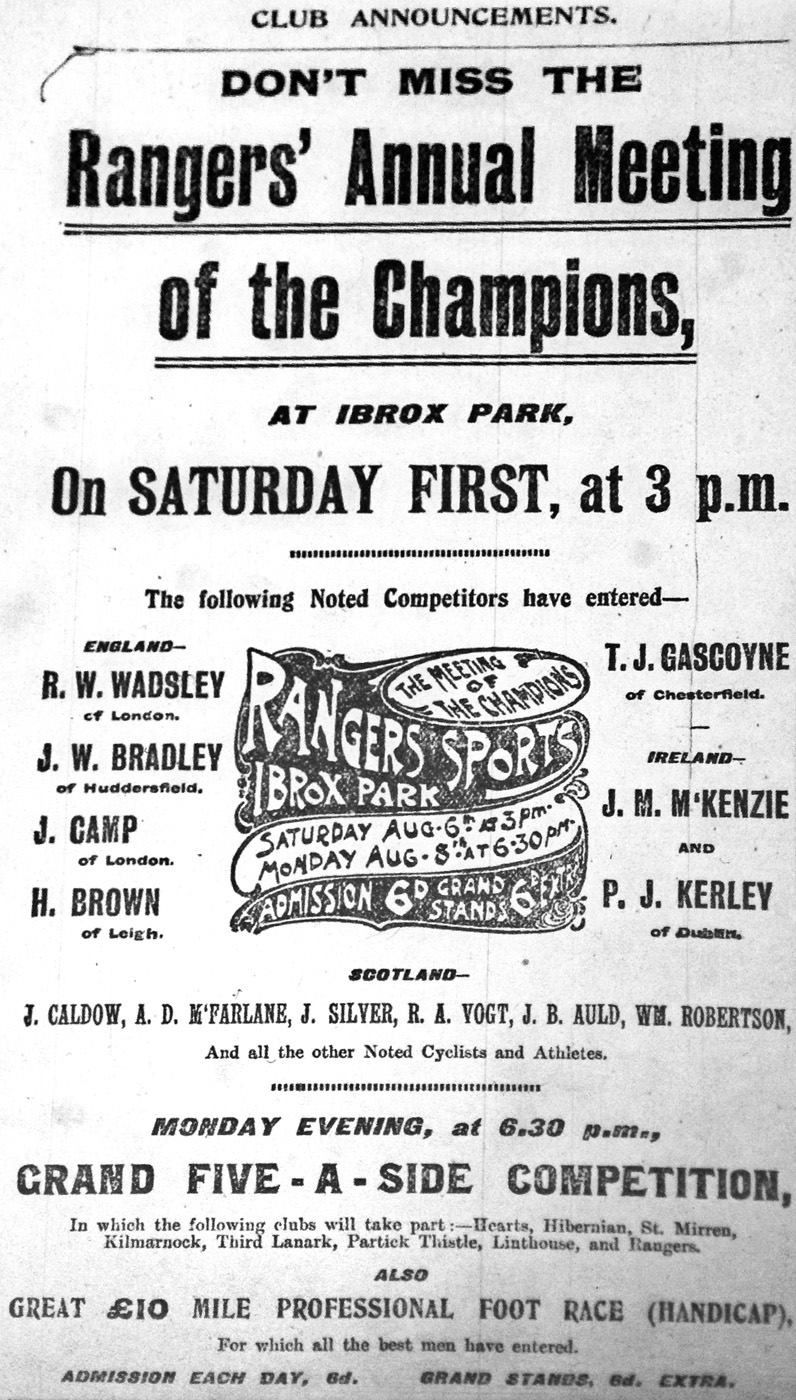 CLUB ANNOUNCEMENTS.
DON'T MISS THE
Rangers' Annual Meeting
of the Champions,
AT IBROX PARK,
On SATURDAY FIRST, at 3 p.m.
The following Noted Competitors have entered—
ENGLAND—
R. W. WADSLEY
of London.
J. W. BRADLEY
of Huddersfield.
J. CAMP
of London.
H. BROWN
of Leigh.
THE MEETING
OF
THE CHAMPIONS
RANGERS SPORTS
IBROX PARK
SATURDAY AUG. 6TH AT 3 PM.
MONDAY AUG. 8TH AT 6.30 PM.
ADMISSION 6D GRAND STANDS 6D EXTRA
T. J. GASCOYNE
of Chesterfield.
IRELAND—
J. M. M'KENZIE
AND
P. J. KERLEY
of Dublin.
SCOTLAND—
J. CALDOW, A. D. M'FARLANE, J. SILVER, R. A. VOGT, J. B. AULD, WM. ROBERTSON,
And all the other Noted Cyclists and Athletes.
MONDAY EVENING, at 6.30 p.m.,
GRAND FIVE-A-SIDE COMPETITION,
In which the following clubs will take part:—Hearts, Hibernian, St. Mirren,
Kilmarnock, Third Lanark, Partick Thistle, Linthouse, and Rangers.
ALSO
GREAT £10 MILE PROFESSIONAL FOOT RACE (HANDICAP),
For which all the best men have entered.
ADMISSION EACH DAY, 6d. GRAND STANDS, 6d. EXTRA.